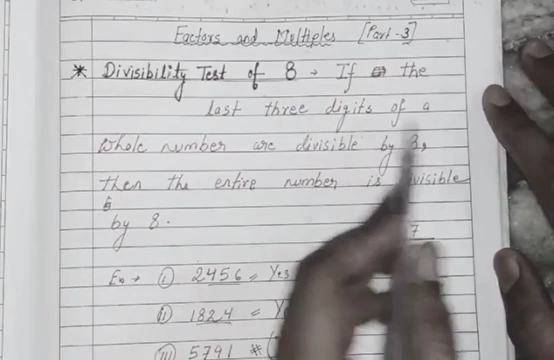 Factors and Multiples [Part-3]
* Divisibility Test of 8 → If the
last three digits of a
whole number are divisible by 8,
then the entire number is divisible
by 8.
7
Ex → (i) 2456 = Yes
(ii) 1824 =
(iii) 5791 *